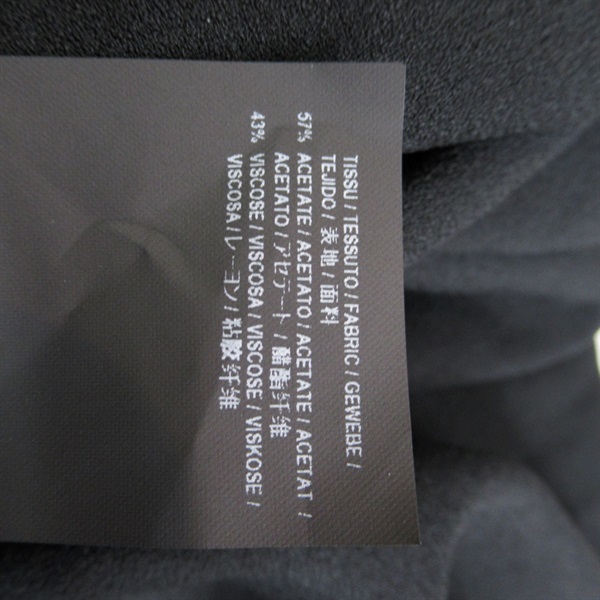 TISSU / TESSUTO / FABRIC / GEWEBE /
TEJIDO / 表地 / 面料
57% ACETATE / ACETATO / ACETATE / ACETAT /
ACETATO / アセテート / 醋酯纤维
43% VISCOSE / VISCOSA / VISCOSE / VISKOSE /
VISCOSA / レーヨン / 粘胶纤维